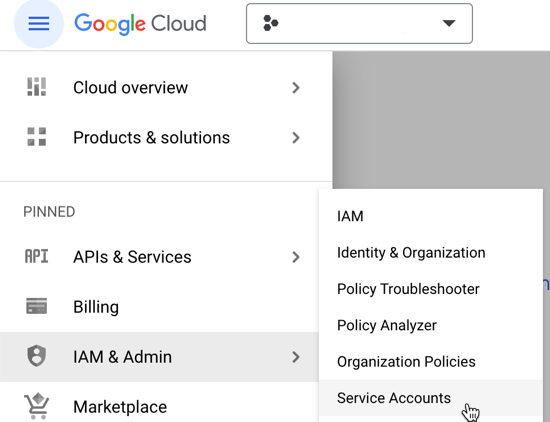 Google Cloud
Cloud overview
Products & solutions
PINNED
API APIs & Services
Billing
IAM & Admin
Marketplace
IAM
Identity & Organization
Policy Troubleshooter
Policy Analyzer
Organization Policies
Service Accounts